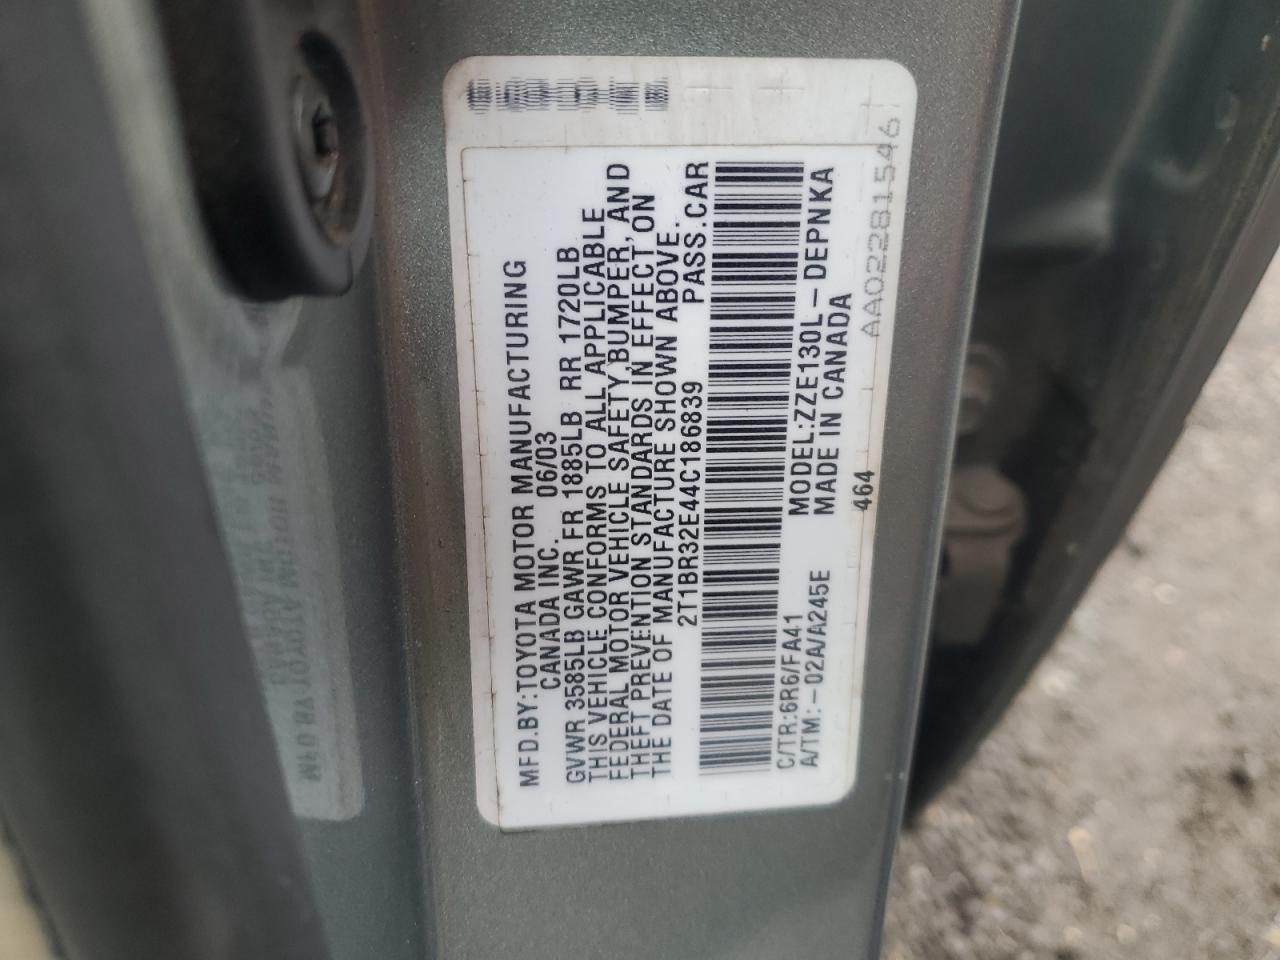 MFD.BY:TOYOTA MOTOR MANUFACTURING
CANADA INC. 06/03
GVWR 3585LB GAWR FR 1885LB RR 1720LB
THIS VEHICLE CONFORMS TO ALL APPLICABLE
FEDERAL MOTOR VEHICLE SAFETY, BUMPER, AND
THEFT PREVENTION STANDARDS IN EFFECT ON
THE DATE OF MANUFACTURE SHOWN ABOVE.
2T1BR32E44C186839 PASS.CAR
C/TR:6R6/FA41 MODEL:ZZE130L–DEPNKA
A/TM:–02A/A245E MADE IN CANADA
464
AA02281546